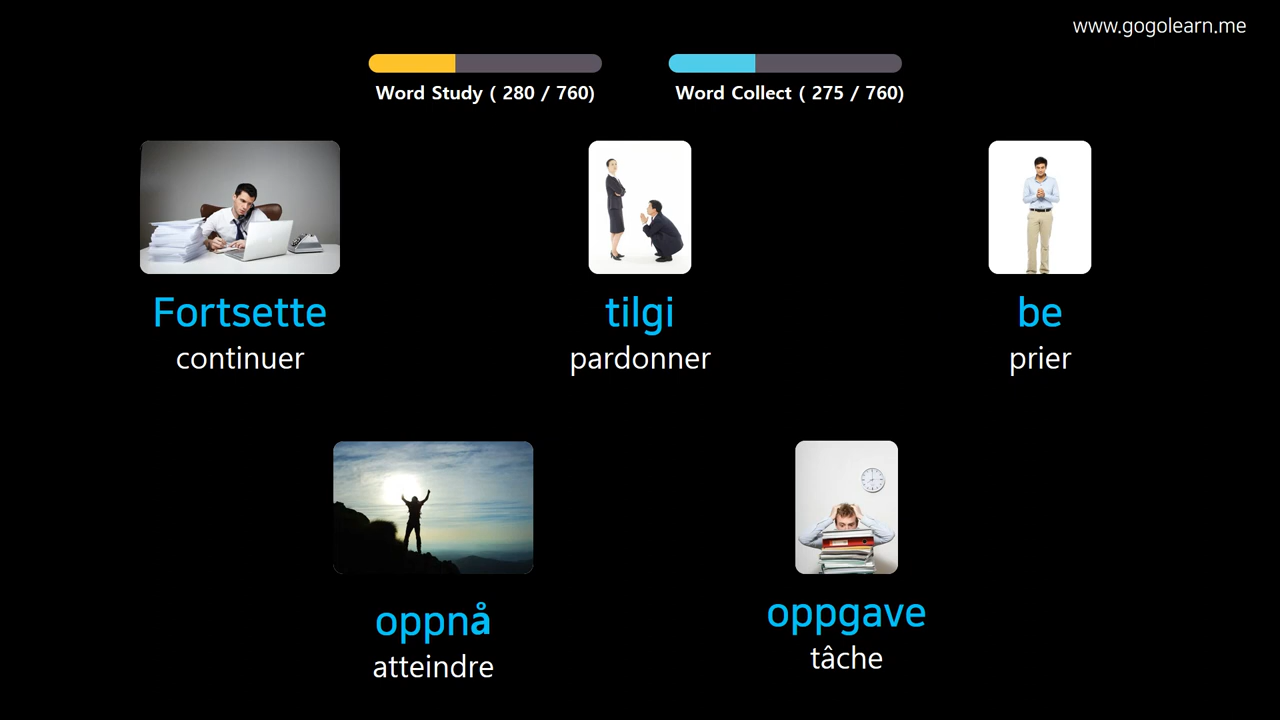 www.gogolearn.me
Word Study ( 280 / 760)
Word Collect ( 275 / 760)
Fortsette
continuer
tilgi
pardonner
be
prier
oppnå
atteindre
oppgave
tâche